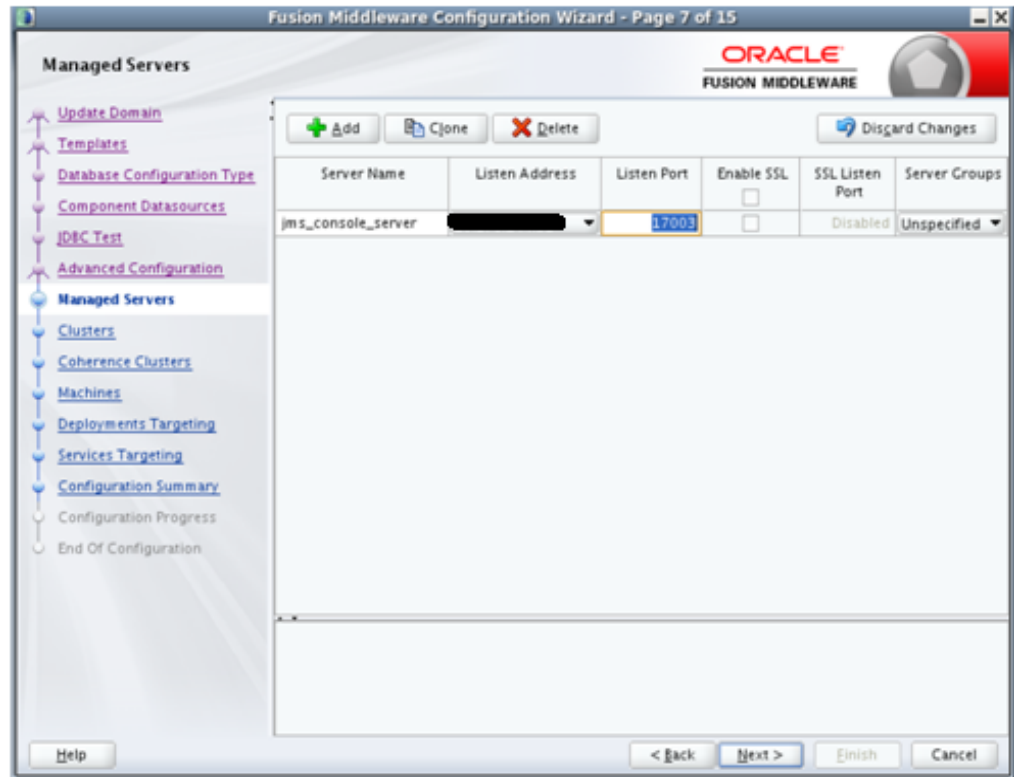 Fusion Middleware Configuration Wizard - Page 7 of 15
Managed Servers
ORACLE
FUSION MIDDLEWARE
Update Domain
Templates
Database Configuration Type
Component Datasources
JDBC Test
Advanced Configuration
Managed Servers
Clusters
Coherence Clusters
Machines
Deployments Targeting
Services Targeting
Configuration Summary
Configuration Progress
End Of Configuration
Add Clone Delete Discard Changes
Server Name Listen Address Listen Port Enable SSL SSL Listen Port Server Groups
jms_console_server 17003 Disabled Unspecified
Help < Back Next > Finish Cancel